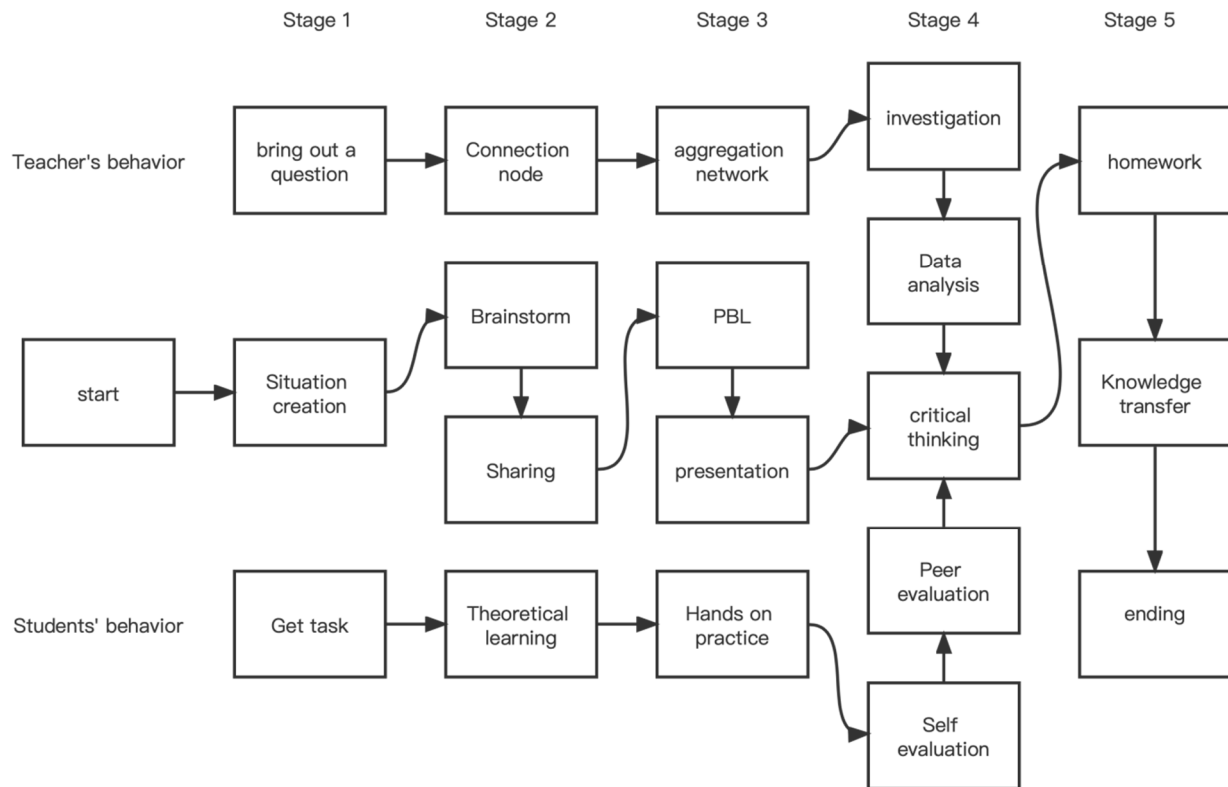 Stage 1
Stage 2
Stage 3
Stage 4
Stage 5
Teacher's behavior
bring out a
question
Connection
node
aggregation
network
investigation
homework
Data
analysis
Brainstorm
PBL
start
Situation
creation
Sharing
presentation
critical
thinking
Knowledge
transfer
Students' behavior
Get task
Theoretical
learning
Hands on
practice
Peer
evaluation
ending
Self
evaluation